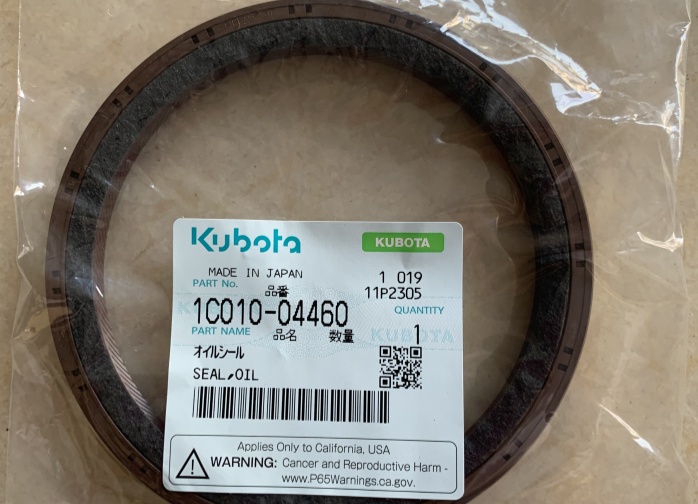 Kubota KUBOTA
MADE IN JAPAN 1 019
PART No. 品番 11P2305
1C010-04460 QUANTITY
PART NAME 品名 数量 1
KUBOTA
オイルシール
SEAL,OIL
Applies Only to California, USA
WARNING: Cancer and Reproductive Harm -
www.P65Warnings.ca.gov.